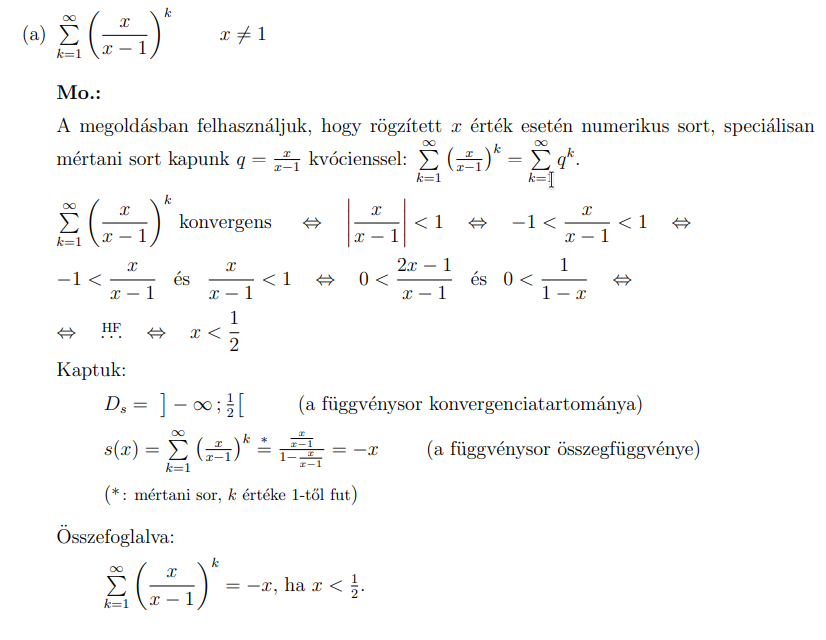 (a) $\sum_{k=1}^{\infty} \left( \frac{x}{x-1} \right)^k \quad x \neq 1$
Mo.:
A megoldásban felhasználjuk, hogy rögzített $x$ érték esetén numerikus sort, speciálisan
mértani sort kapunk $q = \frac{x}{x-1}$ kvócienssel: $\sum_{k=1}^{\infty} \left( \frac{x}{x-1} \right)^k = \sum_{k=1}^{\infty} q^k.$
$\sum_{k=1}^{\infty} \left( \frac{x}{x-1} \right)^k$ konvergens $\Leftrightarrow \left| \frac{x}{x-1} \right| < 1 \Leftrightarrow -1 < \frac{x}{x-1} < 1 \Leftrightarrow$
$-1 < \frac{x}{x-1}$ és $\frac{x}{x-1} < 1 \Leftrightarrow 0 < \frac{2x-1}{x-1}$ és $0 < \frac{1}{1-x} \Leftrightarrow$
$\Leftrightarrow \overset{\text{HF}}{\ldots} \Leftrightarrow x < \frac{1}{2}$
Kaptuk:
$D_s = \left] -\infty ; \frac{1}{2} \right[$ (a függvénysor konvergenciatartománya)
$s(x) = \sum_{k=1}^{\infty} \left( \frac{x}{x-1} \right)^k \overset{*}{=} \frac{\frac{x}{x-1}}{1 - \frac{x}{x-1}} = -x$ (a függvénysor összegfüggvénye)
(*: mértani sor, $k$ értéke 1-től fut)
Összefoglalva:
$\sum_{k=1}^{\infty} \left( \frac{x}{x-1} \right)^k = -x$, ha $x < \frac{1}{2}$.